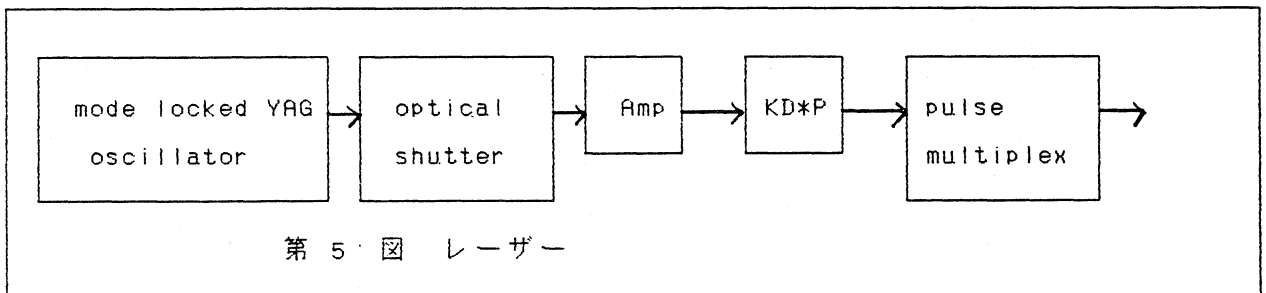 mode locked YAG
oscillator
optical
shutter
Amp
KD*P
pulse
multiplex
第 5 図 レーザー